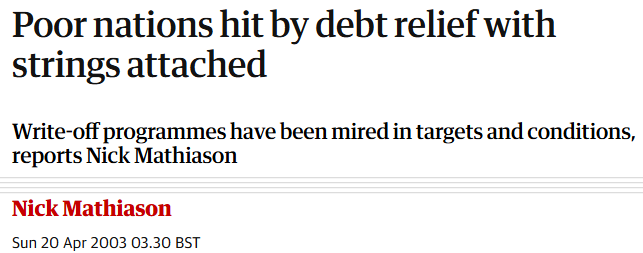 Poor nations hit by debt relief with
strings attached
Write-off programmes have been mired in targets and conditions,
reports Nick Mathiason
Nick Mathiason
Sun 20 Apr 2003 03.30 BST